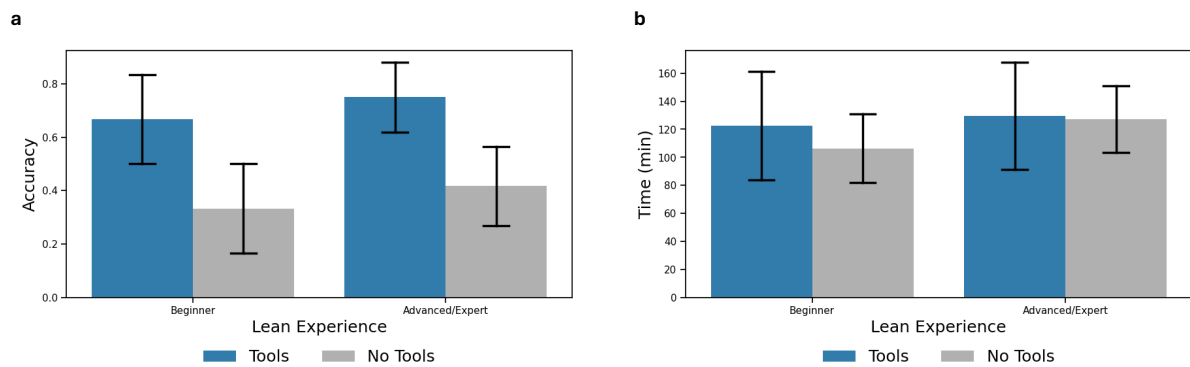 a
Accuracy
0.8
0.6
0.4
0.2
0.0
Beginner
Advanced/Expert
Lean Experience
Tools
No Tools
b
Time (min)
160
140
120
100
80
60
40
20
0
Beginner
Advanced/Expert
Lean Experience
Tools
No Tools